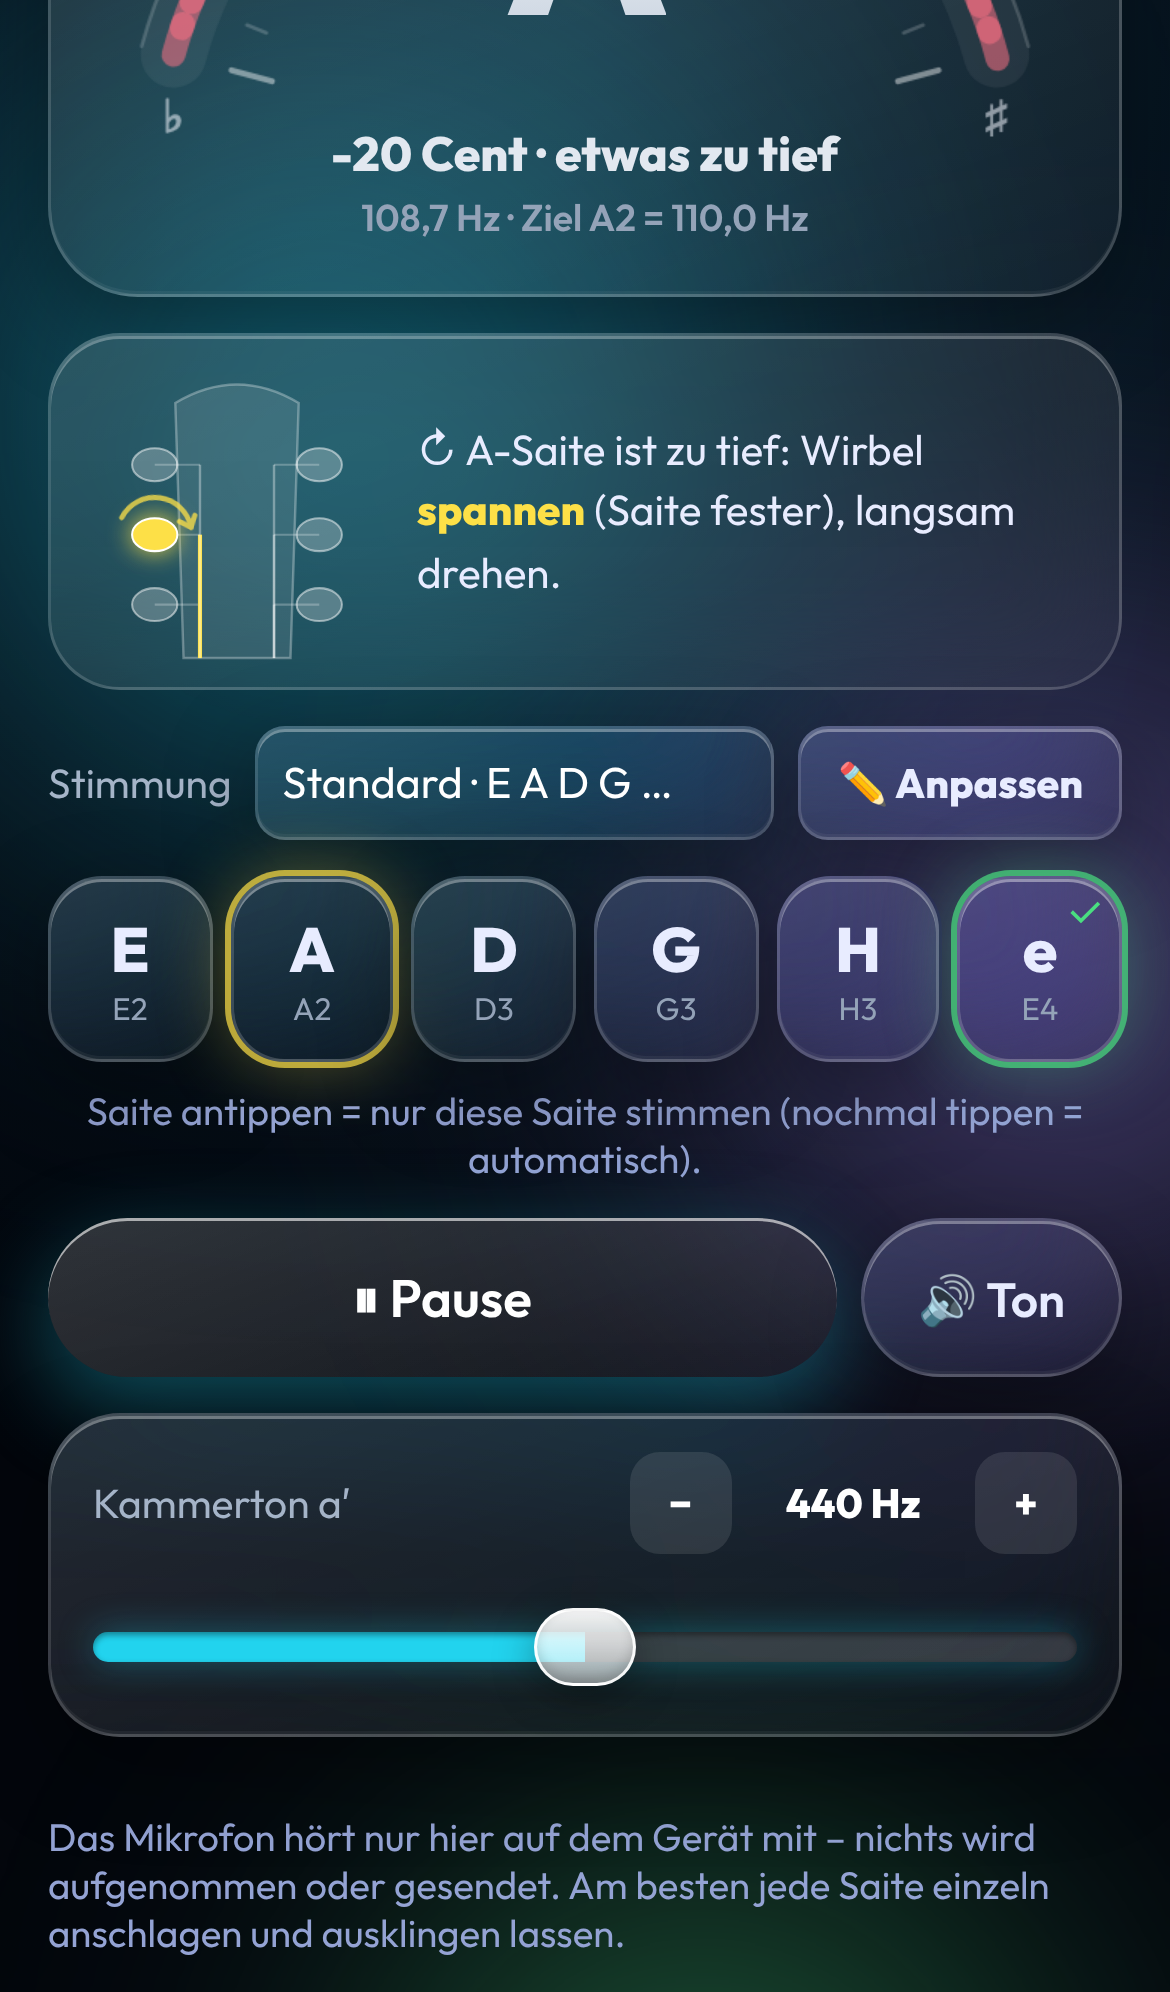 ♭
♯
-20 Cent · etwas zu tief
108,7 Hz · Ziel A2 = 110,0 Hz
↻ A-Saite ist zu tief: Wirbel
spannen (Saite fester), langsam
drehen.
Stimmung
Standard · E A D G ...
✏️ Anpassen
E A D G H e ✓
E2 A2 D3 G3 H3 E4
Saite antippen = nur diese Saite stimmen (nochmal tippen =
automatisch).
⏸ Pause
🔊 Ton
Kammerton a′
− 440 Hz +
Das Mikrofon hört nur hier auf dem Gerät mit – nichts wird
aufgenommen oder gesendet. Am besten jede Saite einzeln
anschlagen und ausklingen lassen.